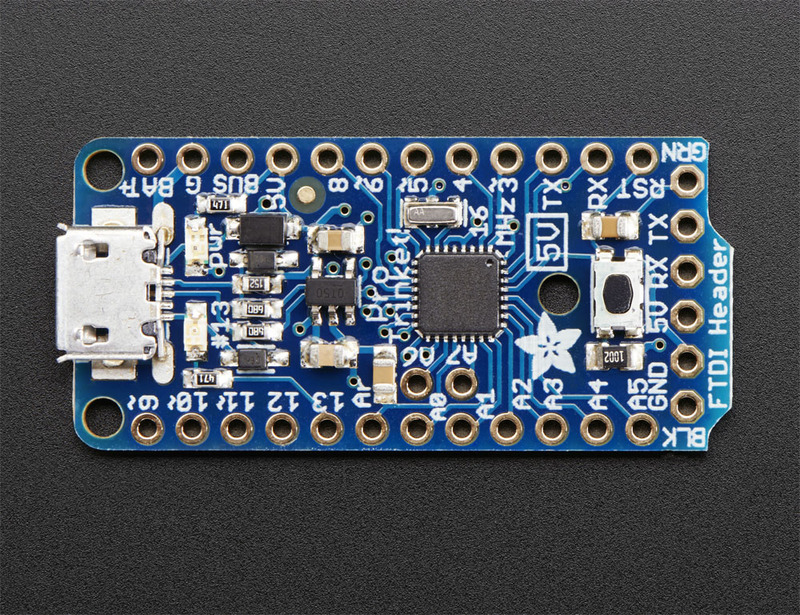 BAT+ G BUS 5V 8 ~6 ~5 4 ~3 TX RX RST
GRN
TX
RX
5V
GND
BLK
FTDI Header
471
pwr
152
680
680
#13
471
AA
16
MHz
5V
Pro
Trinket!
1002
A6
A7
~9 ~10 ~11 12 13 Ar A0 A1 A2 A3 A4 A5